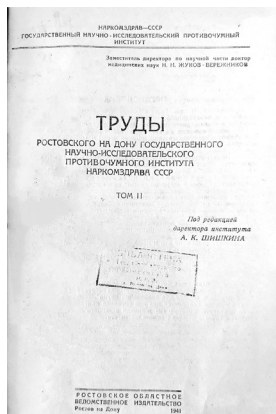 НАРКОМЗДРАВ—СССР
ГОСУДАРСТВЕННЫЙ НАУЧНО-ИССЛЕДОВАТЕЛЬСКИЙ ПРОТИВОЧУМНЫЙ
ИНСТИТУТ
Заместитель директора по научной части доктор
медицинских наук Н. Н. ЖУКОВ-ВЕРЕЖНИКОВ
ТРУДЫ
РОСТОВСКОГО НА ДОНУ ГОСУДАРСТВЕННОГО
НАУЧНО-ИССЛЕДОВАТЕЛЬСКОГО
ПРОТИВОЧУМНОГО ИНСТИТУТА
НАРКОМЗДРАВА СССР
ТОМ II
Под редакцией
директора института
А. К. ШИШКИНА
РОСТОВСКОЕ ОБЛАСТНОЕ
ВЕДОМСТВЕННОЕ ИЗДАТЕЛЬСТВО
Ростов на Дону 1941